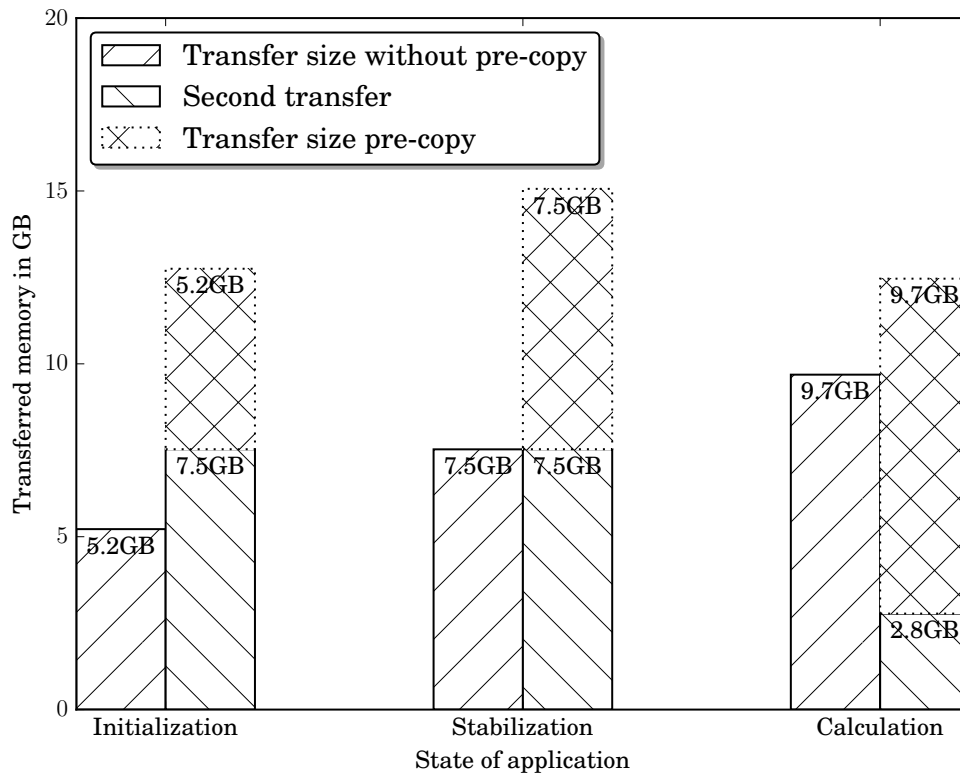 20
15
10
5
0
Transferred memory in GB
Transfer size without pre-copy
Second transfer
Transfer size pre-copy
5.2GB
5.2GB
7.5GB
7.5GB
7.5GB
7.5GB
9.7GB
9.7GB
2.8GB
Initialization
Stabilization
Calculation
State of application